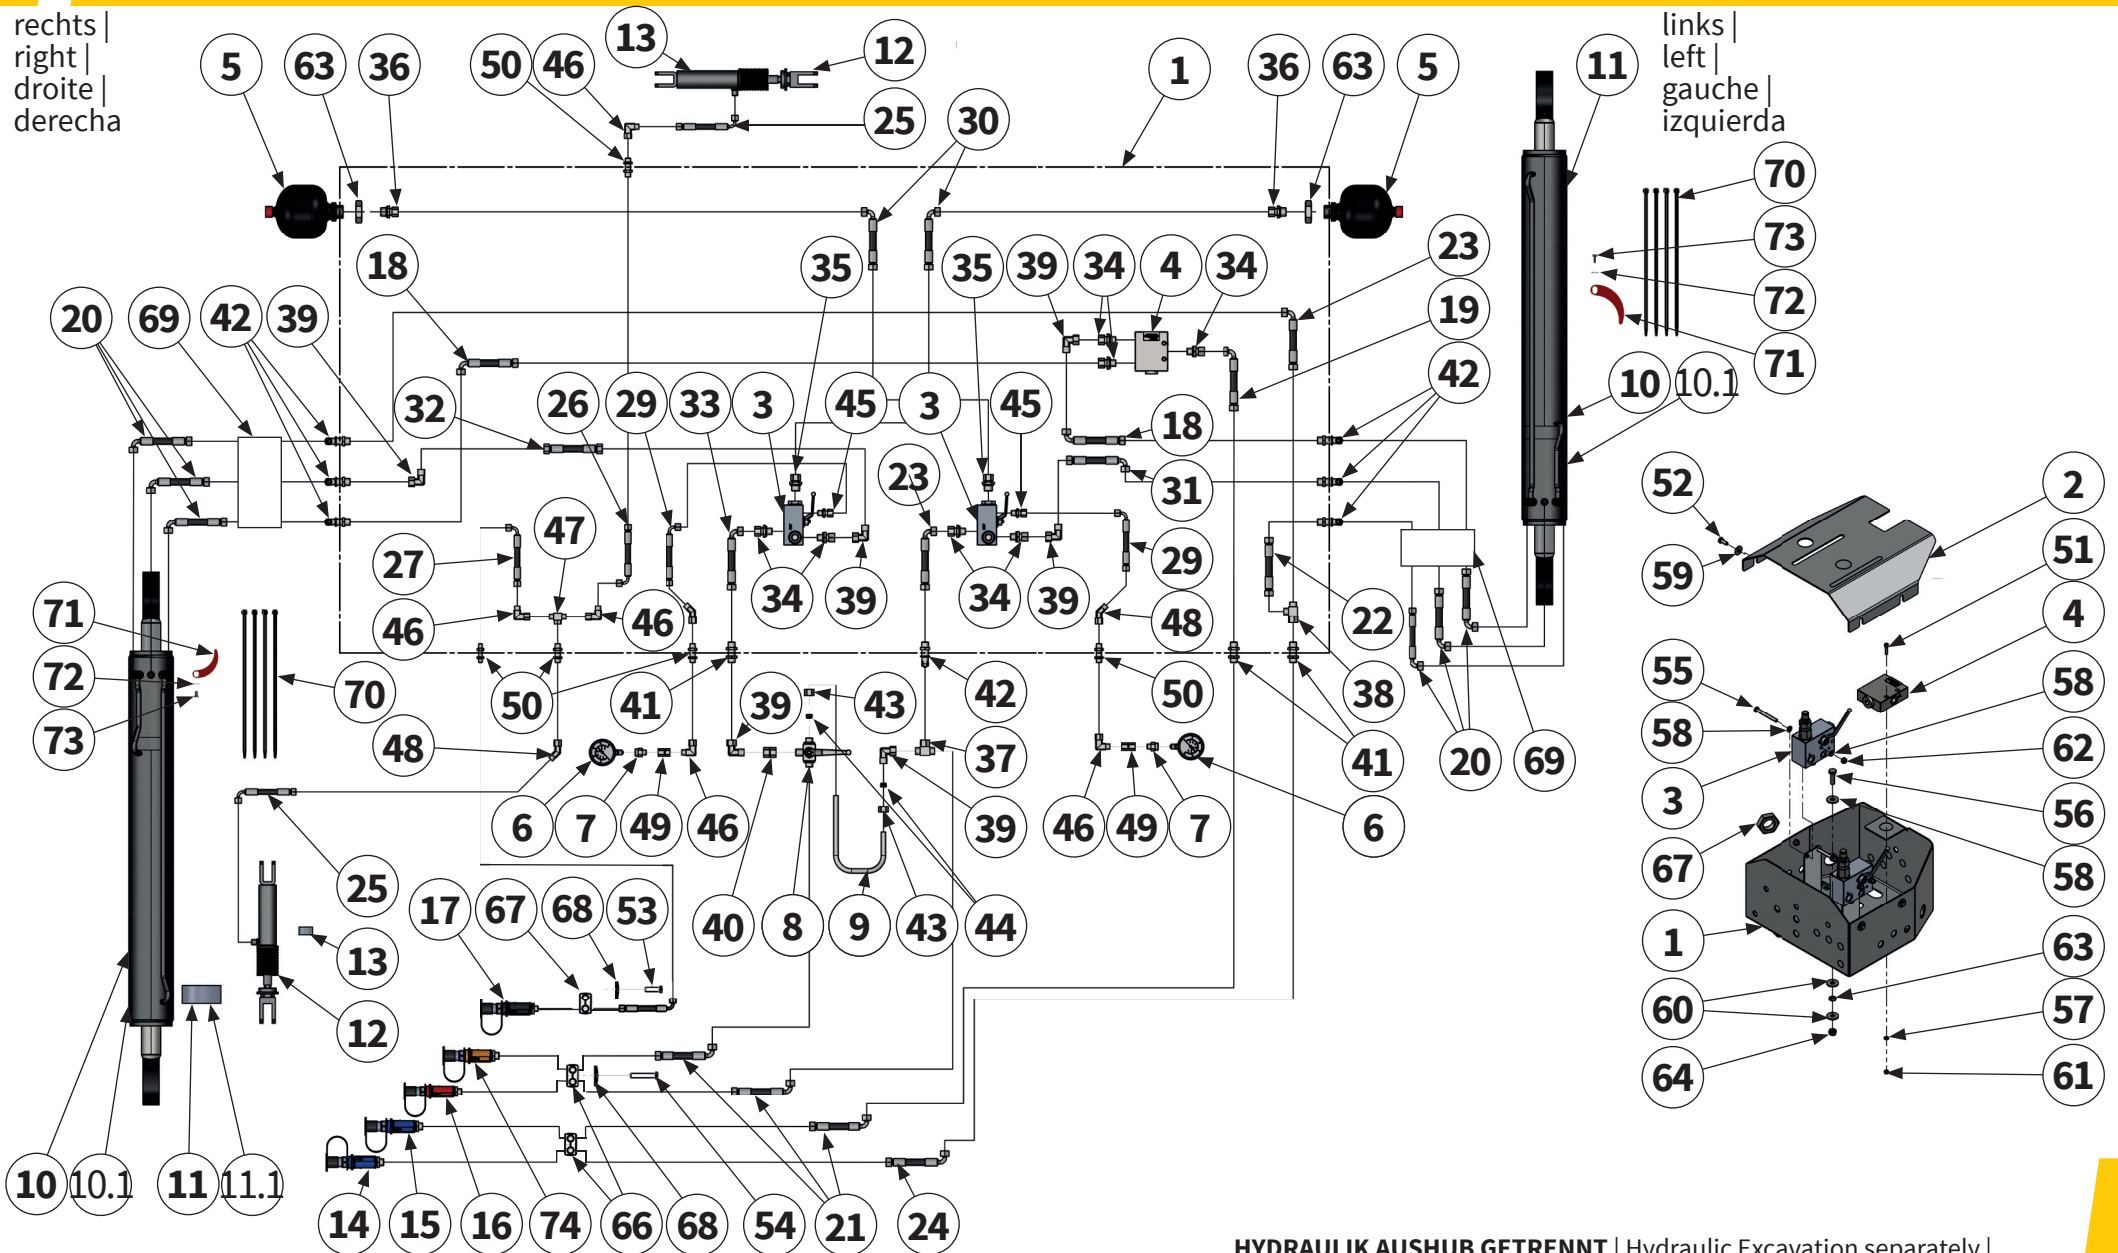 rechts |
right |
droite |
derecha
links |
left |
gauche |
izquierda
5 63 36 50 46 13 12 1 36 63 5 11
25 30
70
18 35 35 39 34 4 34 23 73
20 69 42 39 19 72
71
32 26 29 33 3 45 3 45 42 10 10.1
18
23 31 52 2
47 51
27 29 59
34 39 34 39
71 46 46 48 22 4
72 70 50 41 39 43 42 50 38 55 58
73 48 37 41 20 69 58 62
6 7 49 46 39 46 49 7 6 3 56
25 17 67 68 53 40 8 9 43 44 67 58
13 1 63
12 60 57
64 61
10 10.1 11 11.1
14 15 16 74 66 68 54 21 24
HYDRAULIK AUSHUB GETRENNT | Hydraulic Excavation separately |